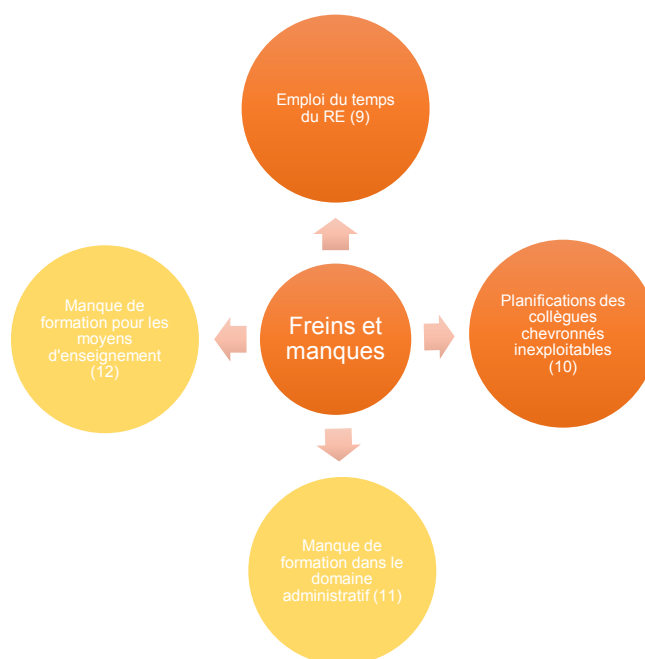 Emploi du temps
du RE (9)
Manque de
formation pour les
moyens
d'enseignement
(12)
Freins et
manques
Planifications des
collègues
chevronnés
inexploitables
(10)
Manque de
formation dans le
domaine
administratif (11)